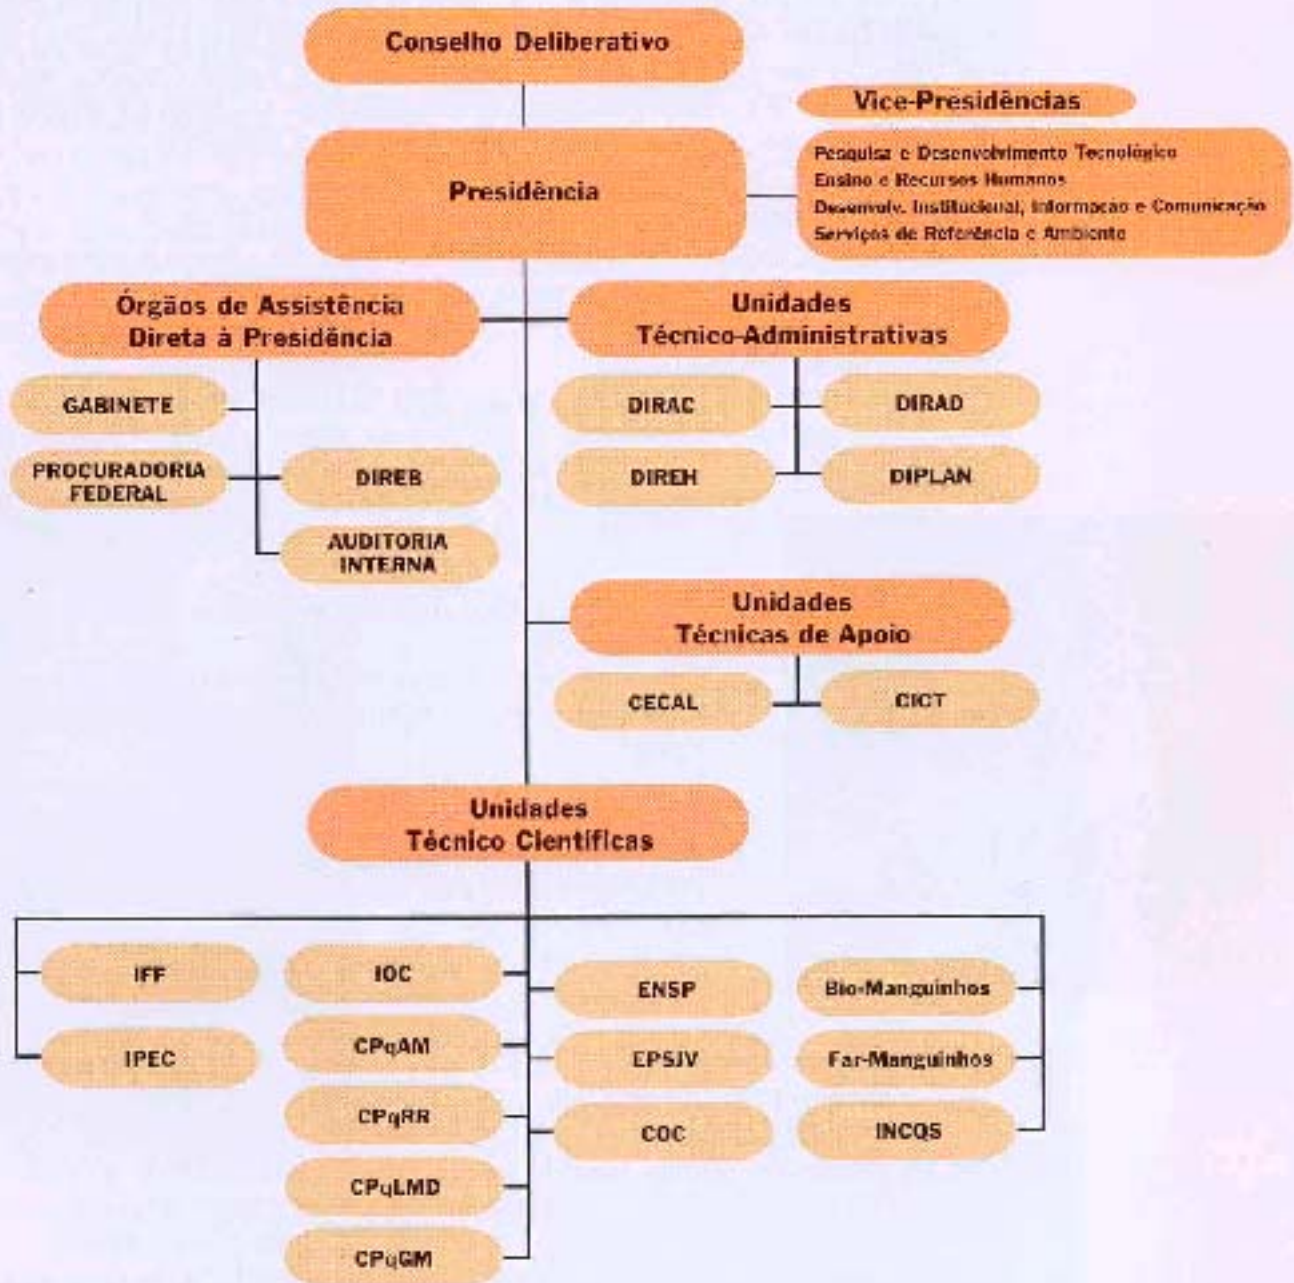 Conselho Deliberativo
Vice-Presidências
Presidência
Pesquisa e Desenvolvimento Tecnológico
Ensino e Recursos Humanos
Desenvolv. Institucional, Informacao e Comunicação
Serviços de Referência e Ambiente
Órgãos de Assistência
Direta à Presidência
Unidades
Técnico-Administrativas
GABINETE
DIRAC
DIRAD
PROCURADORIA
FEDERAL
DIREB
DIREH
DIPLAN
AUDITORIA
INTERNA
Unidades
Técnicas de Apoio
CECAL
CICT
Unidades
Técnico Científicas
IFF
IOC
ENSP
Bio-Manguinhos
IPEC
CPqAM
EPSJV
Far-Manguinhos
CPqRR
COC
INCQS
CPqLMD
CPqGM